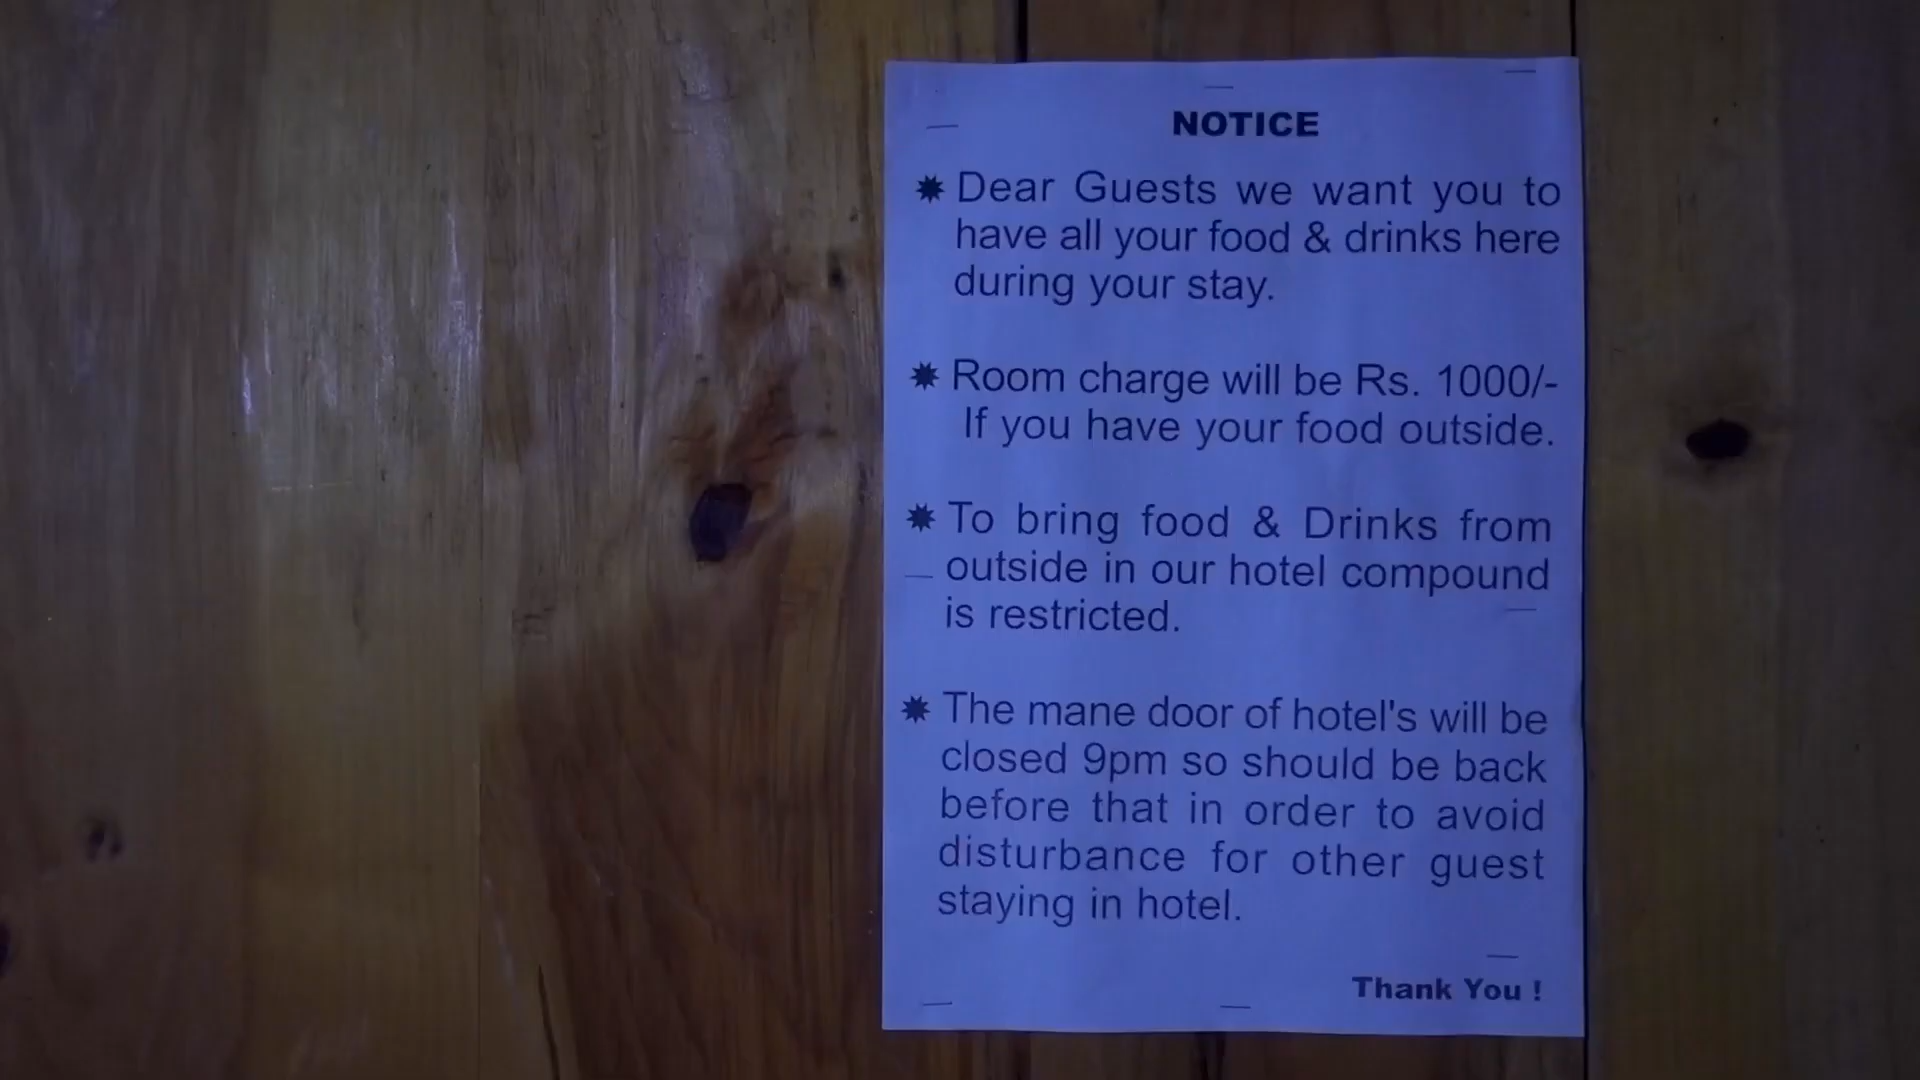 NOTICE
✷ Dear Guests we want you to
have all your food & drinks here
during your stay.
✷ Room charge will be Rs. 1000/-
If you have your food outside.
✷ To bring food & Drinks from
outside in our hotel compound
is restricted.
✷ The mane door of hotel's will be
closed 9pm so should be back
before that in order to avoid
disturbance for other guest
staying in hotel.
Thank You !